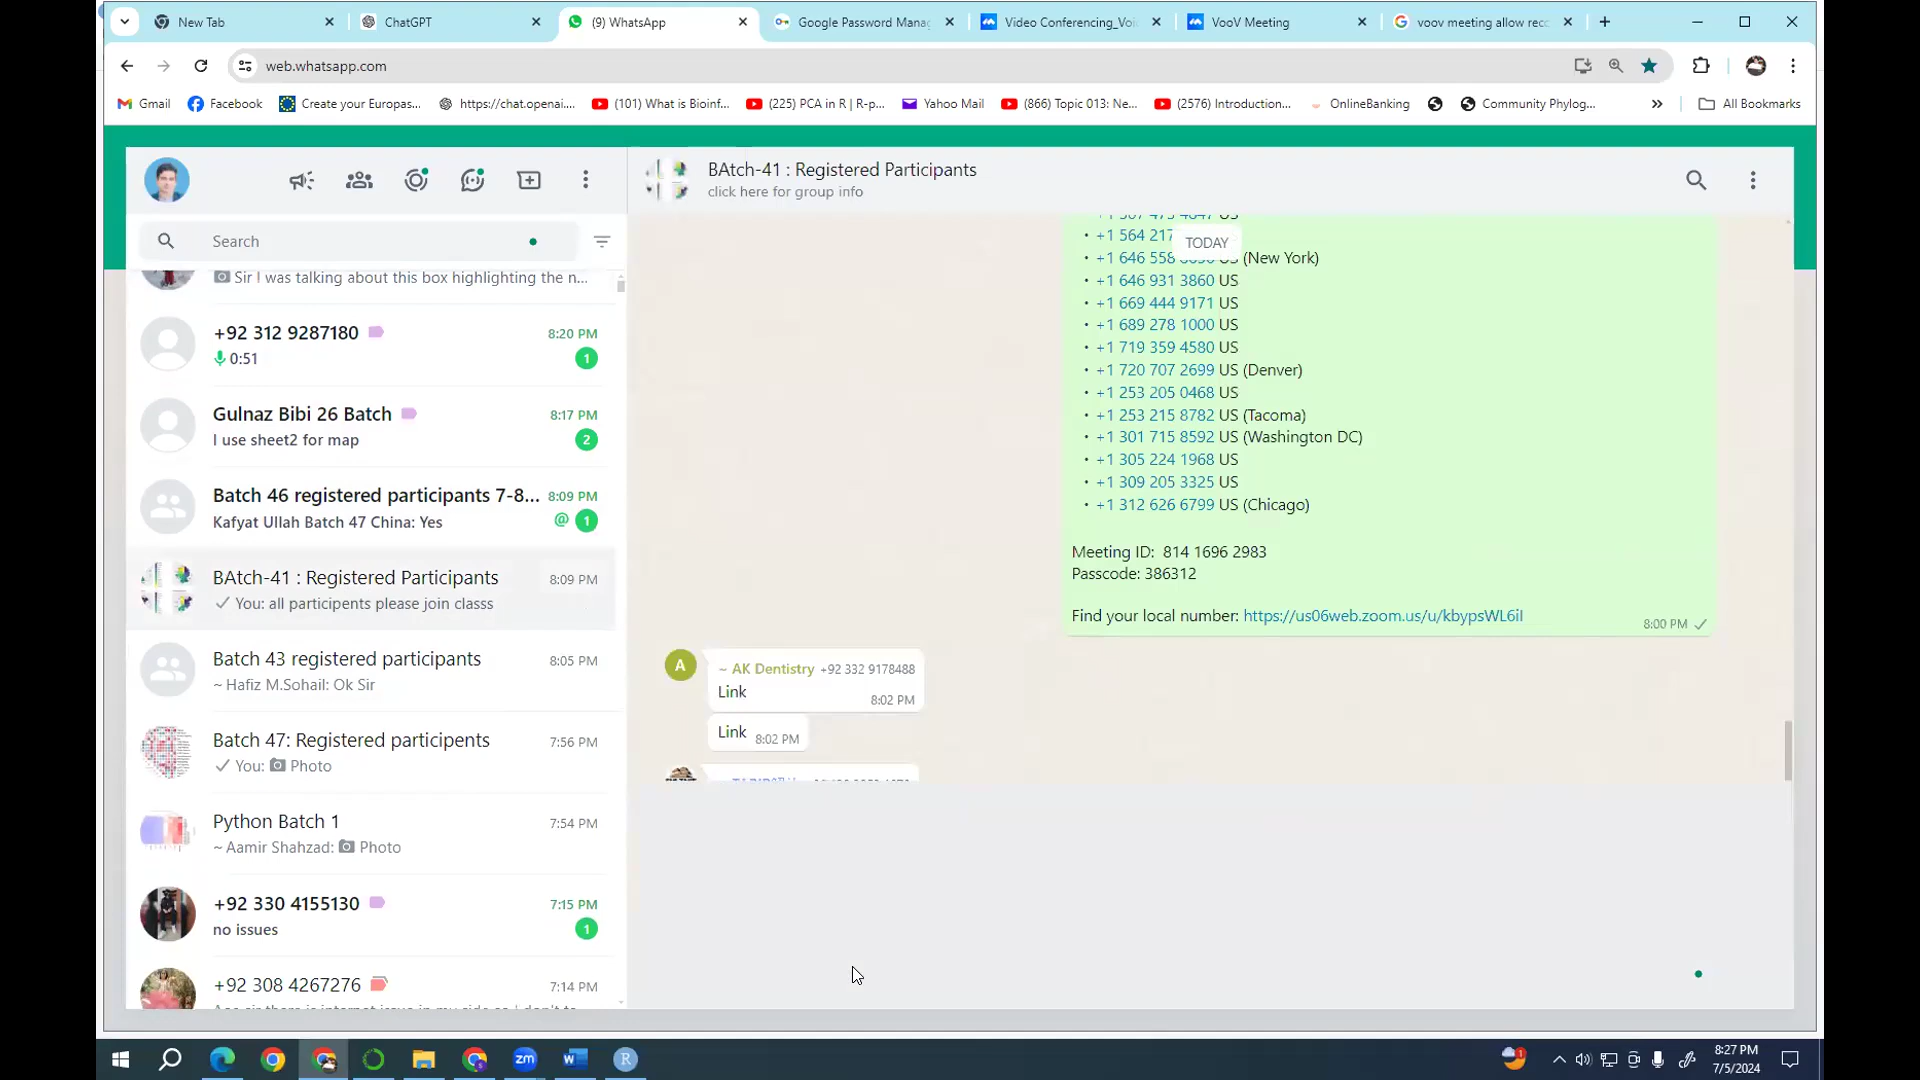 New Tab
ChatGPT
(9) WhatsApp
Google Password Mana
Video Conferencing_Voi
VooV Meeting
voov meeting allow rec
web.whatsapp.com
Gmail
Facebook
Create your Europas...
https://chat.openai....
(101) What is Bioinf...
(225) PCA in R | R-p...
Yahoo Mail
(866) Topic 013: Ne...
(2576) Introduction...
OnlineBanking
Community Phylog...
»
All Bookmarks
Search
Sir I was talking about this box highlighting the n...
+92 312 9287180
8:20 PM
0:51
1
Gulnaz Bibi 26 Batch
8:17 PM
I use sheet2 for map
2
Batch 46 registered participants 7-8...
8:09 PM
Kafyat Ullah Batch 47 China: Yes
@ 1
BAtch-41 : Registered Participants
8:09 PM
You: all participants please join classs
Batch 43 registered participants
8:05 PM
~ Hafiz M.Sohail: Ok Sir
Batch 47: Registered participents
7:56 PM
You: Photo
Python Batch 1
7:54 PM
~ Aamir Shahzad: Photo
+92 330 4155130
7:15 PM
no issues
1
+92 308 4267276
7:14 PM
BAtch-41 : Registered Participants
click here for group info
TODAY
• +1 564 217
• +1 646 558 US (New York)
• +1 646 931 3860 US
• +1 669 444 9171 US
• +1 689 278 1000 US
• +1 719 359 4580 US
• +1 720 707 2699 US (Denver)
• +1 253 205 0468 US
• +1 253 215 8782 US (Tacoma)
• +1 301 715 8592 US (Washington DC)
• +1 305 224 1968 US
• +1 309 205 3325 US
• +1 312 626 6799 US (Chicago)
Meeting ID: 814 1696 2983
Passcode: 386312
Find your local number: https://us06web.zoom.us/u/kbypsWL6iI
8:00 PM
A
~ AK Dentistry +92 332 9178488
Link
8:02 PM
Link
8:02 PM
zm
W
R
1
8:27 PM
7/5/2024